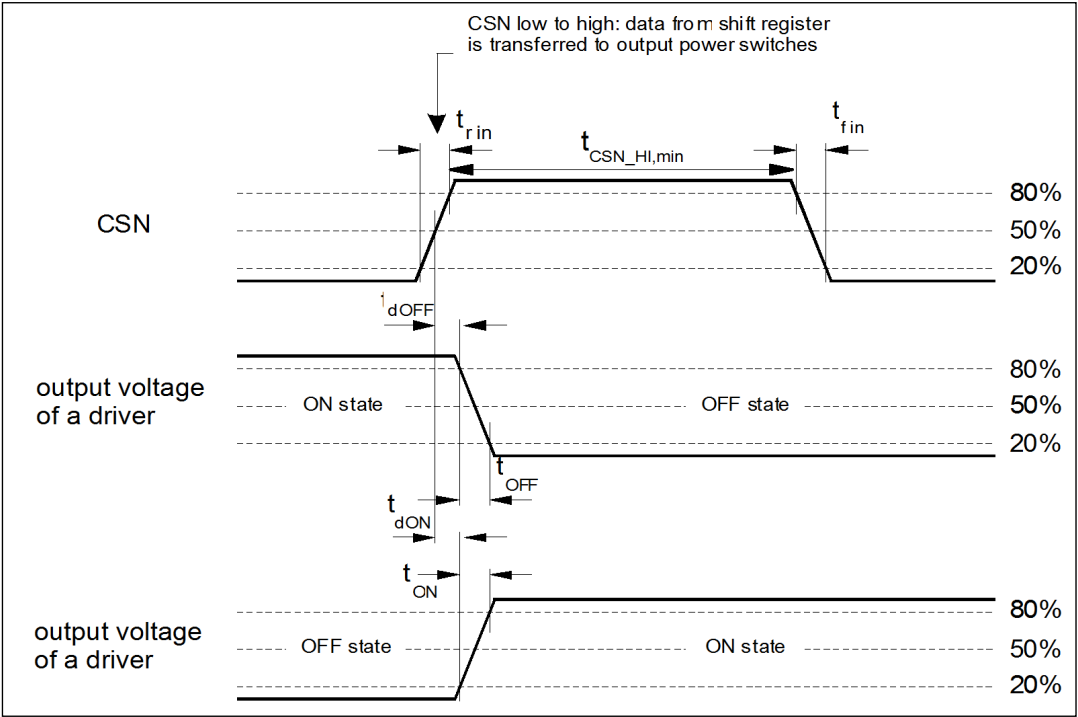 CSN low to high: data from shift register
is transferred to output power switches
t r in
t CSN_HI,min
t f in
CSN
80%
50%
20%
t dOFF
output voltage
of a driver
ON state
OFF state
80%
50%
20%
t OFF
t dON
t ON
output voltage
of a driver
OFF state
ON state
80%
50%
20%